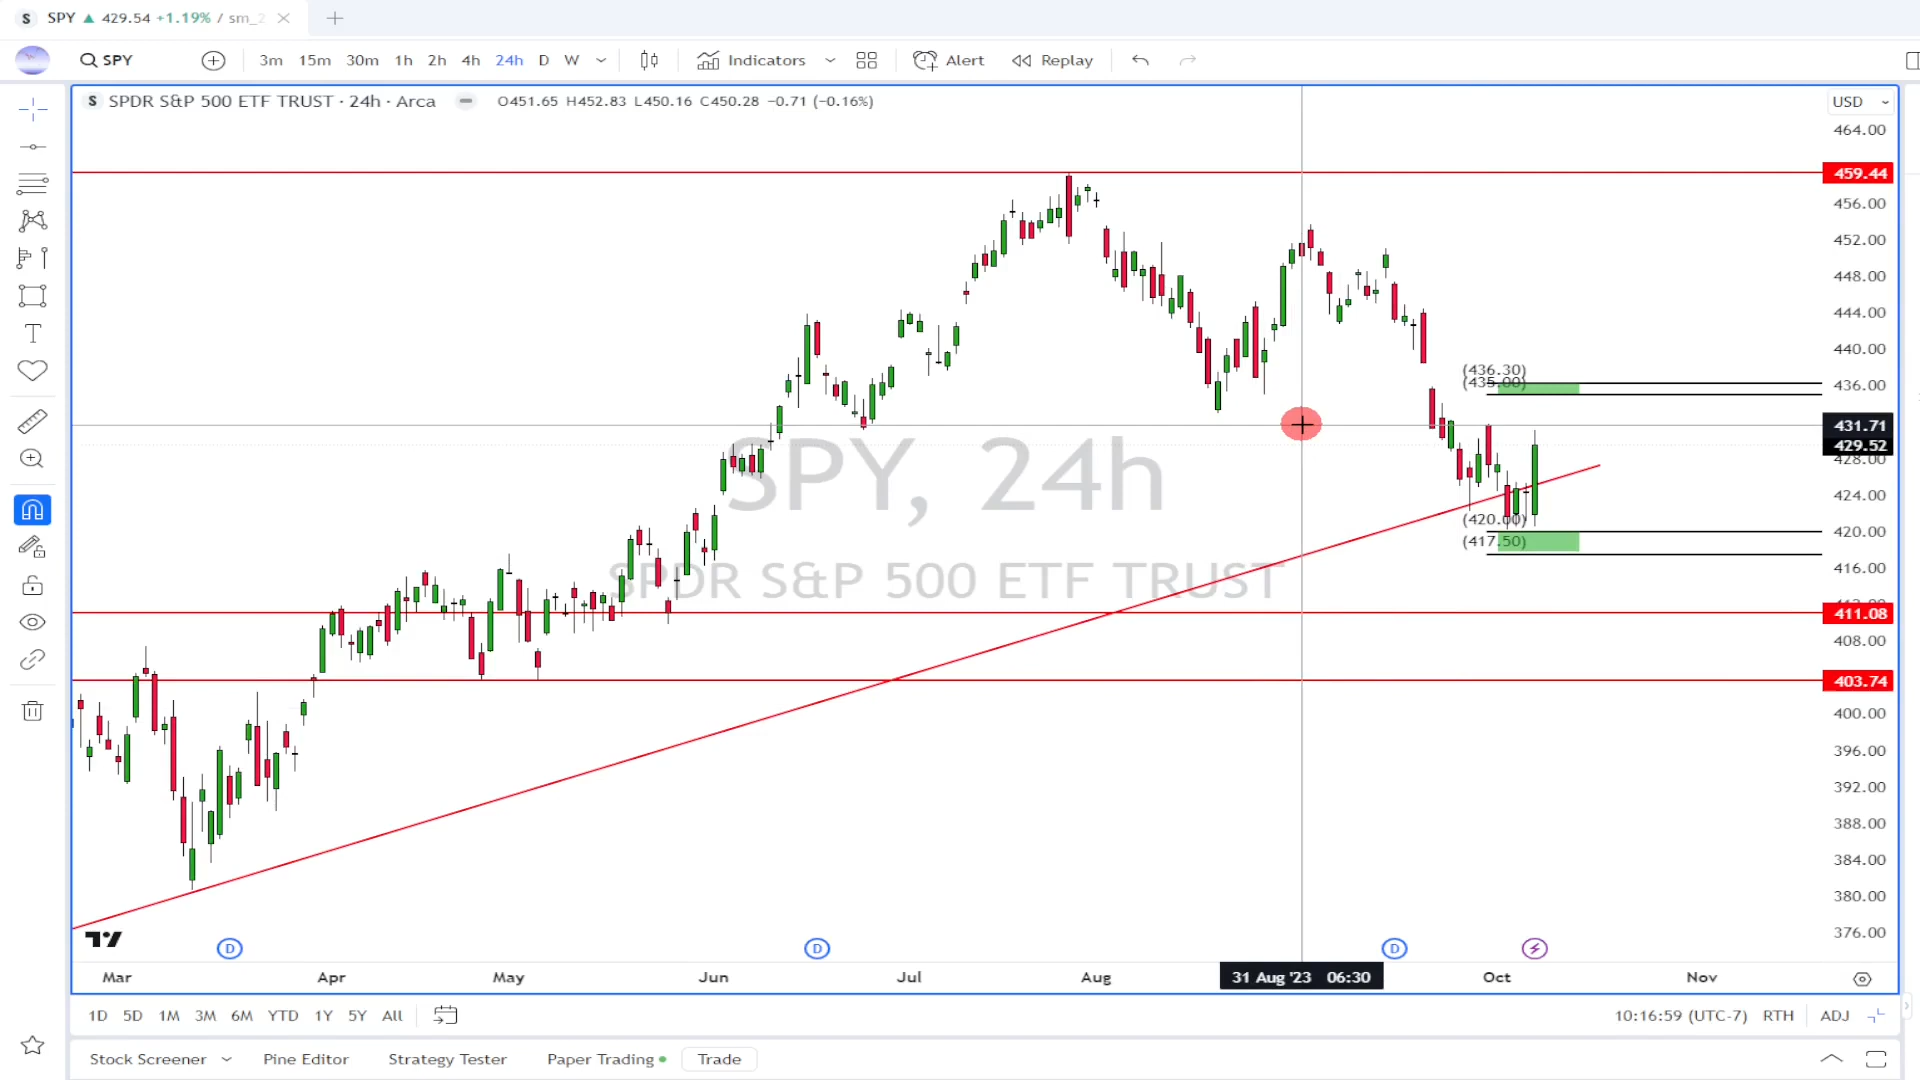 S SPY ▲ 429.54 +1.19% / sm_2
SPY 3m 15m 30m 1h 2h 4h 24h D W Indicators Alert Replay
S SPDR S&P 500 ETF TRUST · 24h · Arca O451.65 H452.83 L450.16 C450.28 −0.71 (−0.16%)
USD
464.00
459.44
456.00
452.00
448.00
444.00
440.00
(436.30)
(435.00)
436.00
431.71
429.52
428.00
SPY, 24h
424.00
(420.00)
420.00
(417.50)
416.00
SPDR S&P 500 ETF TRUST
411.08
408.00
403.74
400.00
396.00
392.00
388.00
384.00
380.00
376.00
D D D
Mar Apr May Jun Jul Aug 31 Aug '23 06:30 Oct Nov
1D 5D 1M 3M 6M YTD 1Y 5Y All 10:16:59 (UTC-7) RTH ADJ
Stock Screener Pine Editor Strategy Tester Paper Trading Trade